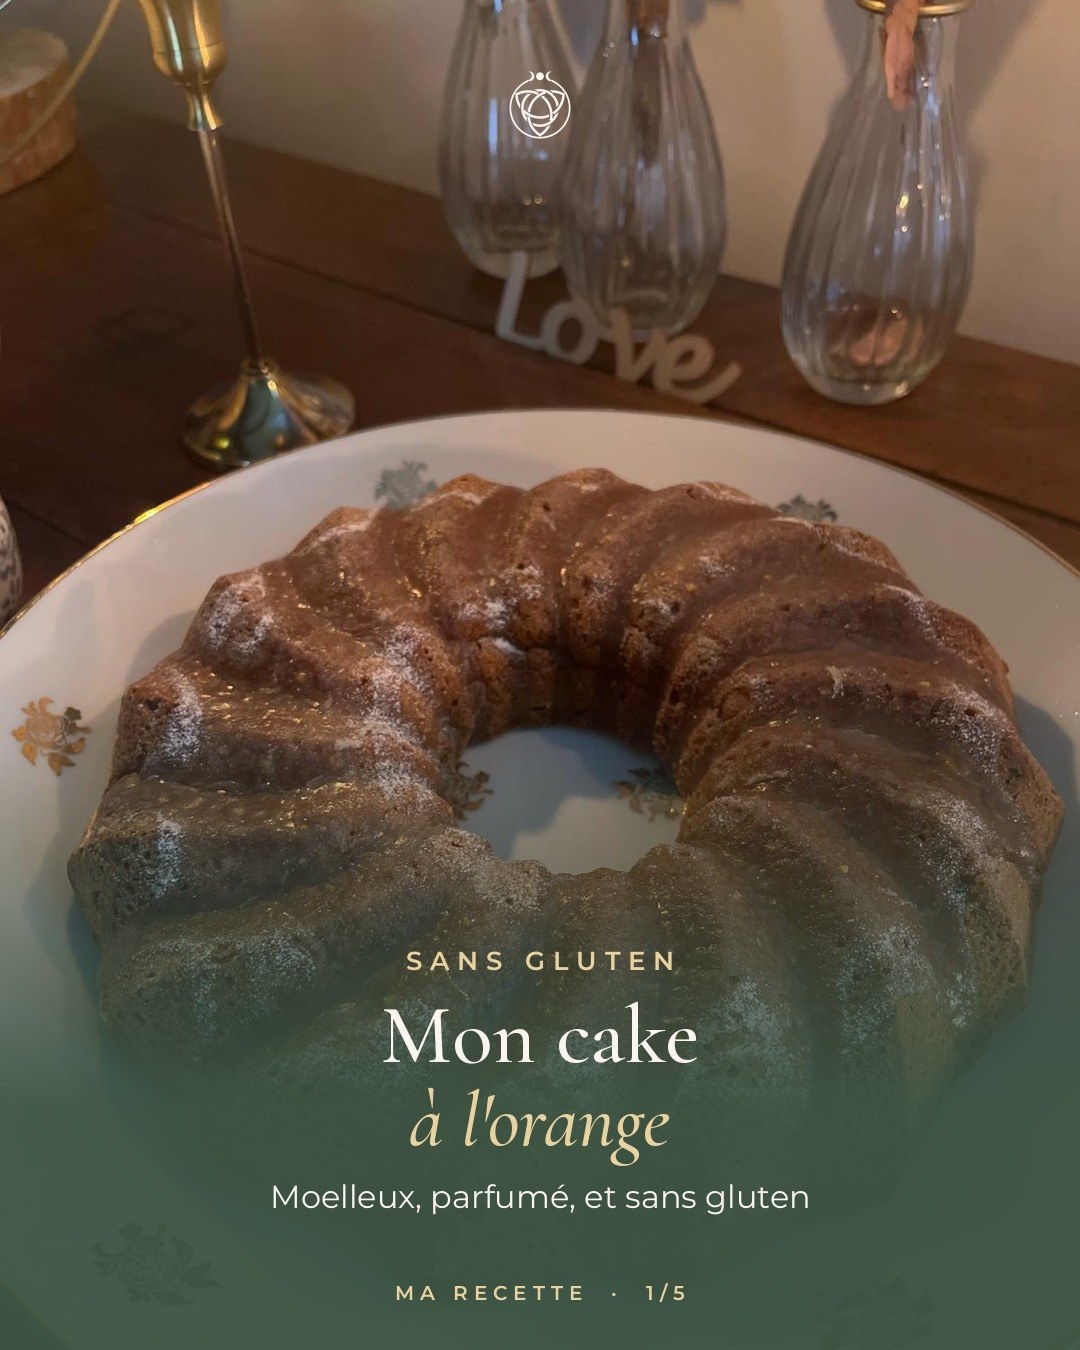 Love
SANS GLUTEN
Mon cake
à l'orange
Moelleux, parfumé, et sans gluten
MA RECETTE · 1/5